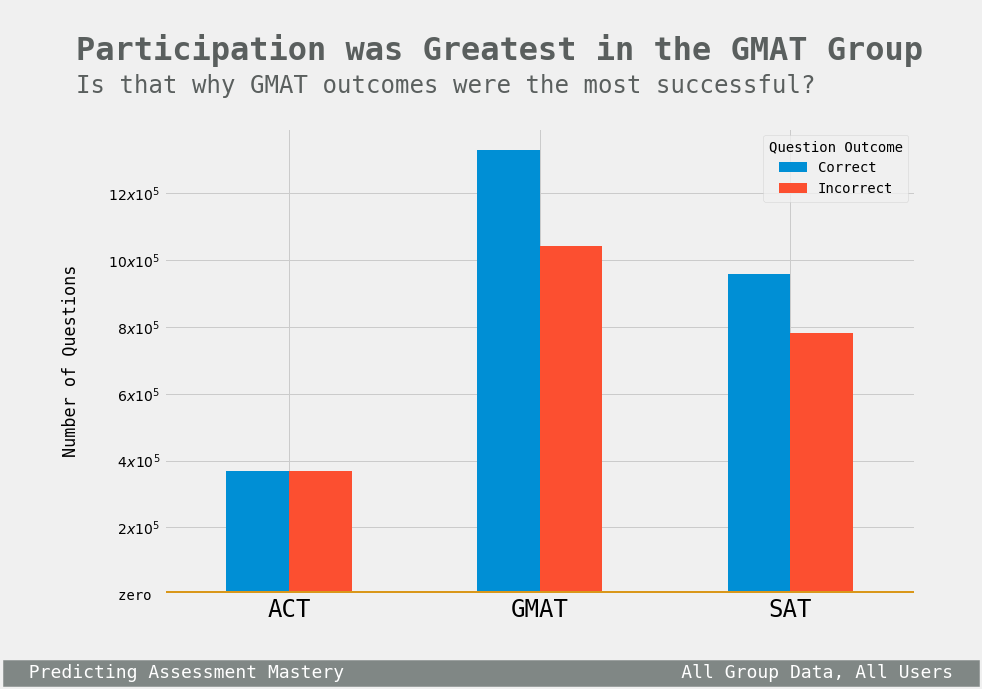 Participation was Greatest in the GMAT Group
Is that why GMAT outcomes were the most successful?
Question Outcome
Correct
Incorrect
Number of Questions
12x10⁵
10x10⁵
8x10⁵
6x10⁵
4x10⁵
2x10⁵
zero
ACT GMAT SAT
Predicting Assessment Mastery All Group Data, All Users